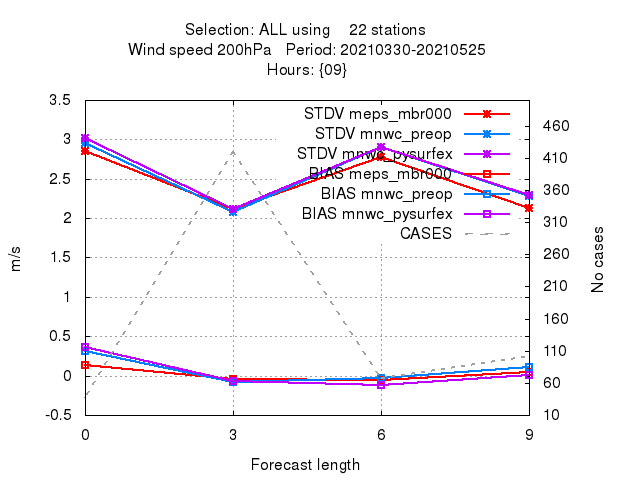 Selection: ALL using 22 stations
Wind speed 200hPa Period: 20210330-20210525
Hours: {09}
3.5
3
2.5
2
1.5
1
0.5
0
-0.5
m/s
STDV meps_mbr000
STDV mnwc_preop
STDV mnwc_pysurfex
BIAS meps_mbr000
BIAS mnwc_preop
BIAS mnwc_pysurfex
CASES
460
410
360
310
260
210
160
110
60
10
No cases
0 3 6 9
Forecast length